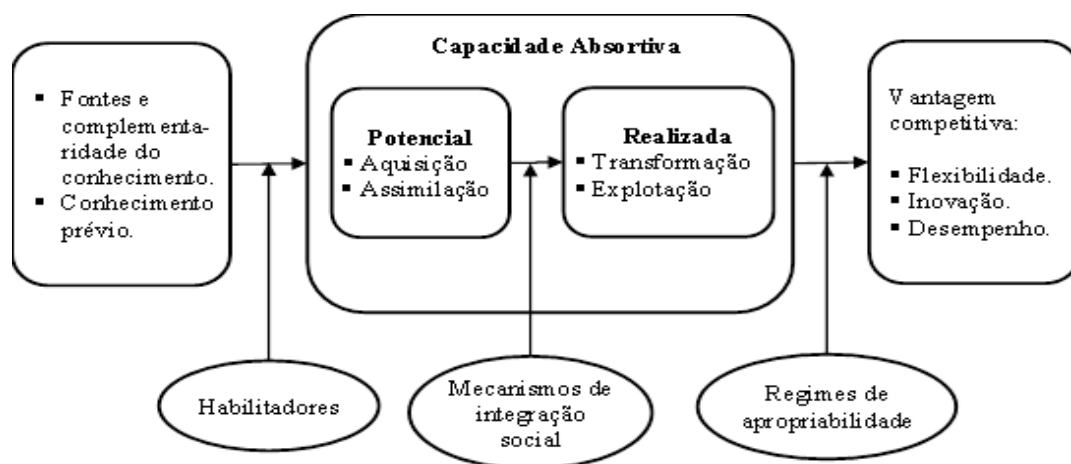 Capacidade Absortiva
▪ Fontes e
complementa-
ridade do
conhecimento.
▪ Conhecimento
prévio.
Potencial
▪ Aquisição
▪ Assimilação
Realizada
▪ Transformação
▪ Explotação
Vantagem
competitiva:
▪ Flexibilidade.
▪ Inovação.
▪ Desempenho.
Habilitadores
Mecanismos de
integração
social
Regimes de
apropriabilidade